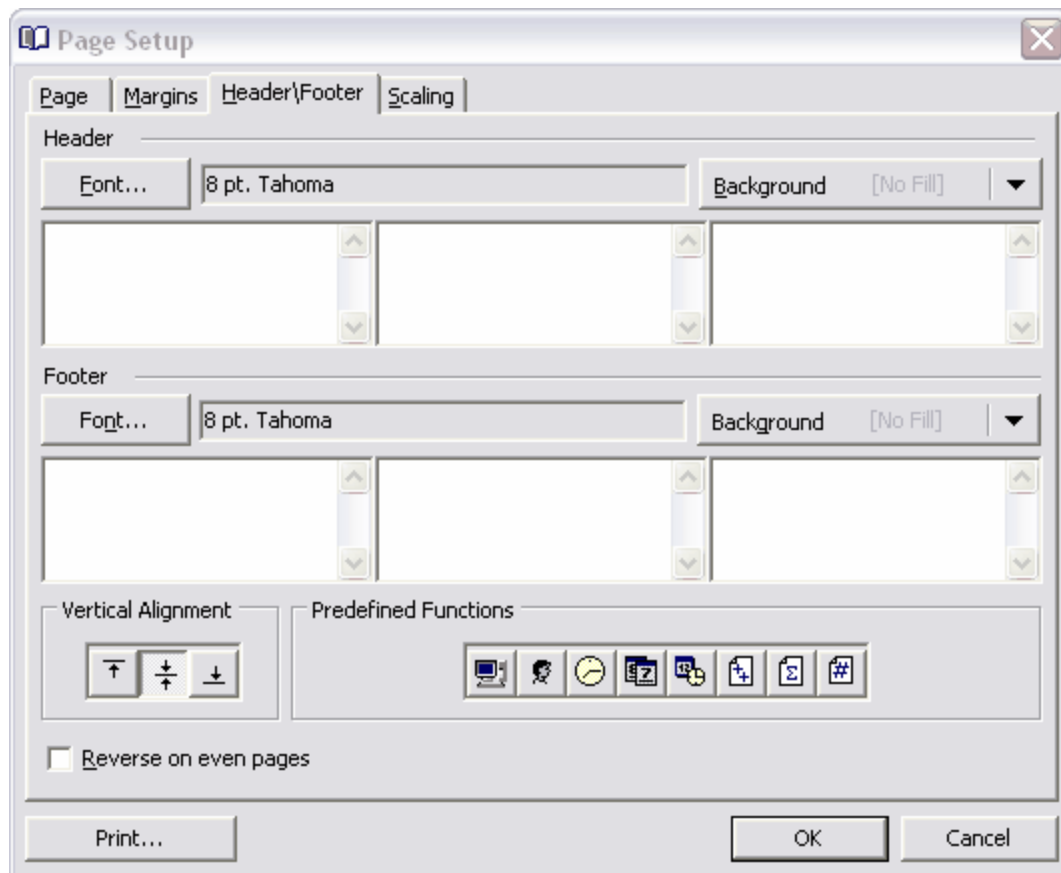 Page Setup
Page Margins Header\Footer Scaling
Header
Font... 8 pt. Tahoma Background [No Fill]
Footer
Font... 8 pt. Tahoma Background [No Fill]
Vertical Alignment Predefined Functions
Reverse on even pages
Print... OK Cancel